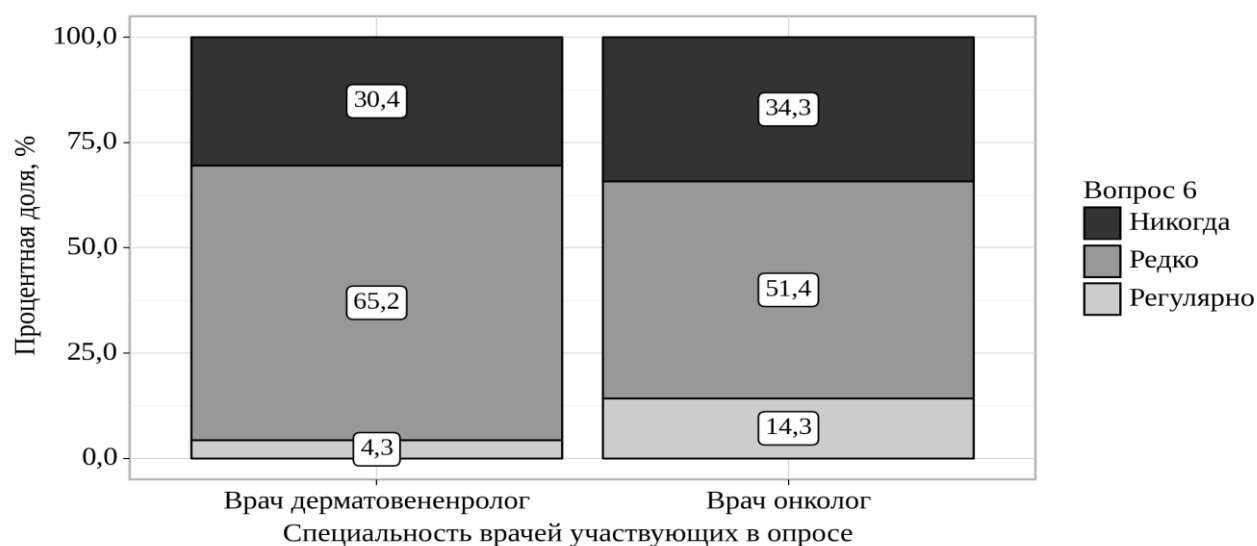 100,0
75,0
50,0
25,0
0,0
Процентная доля, %
30,4
65,2
4,3
34,3
51,4
14,3
Врач дерматовененролог
Врач онколог
Специальность врачей участвующих в опросе
Вопрос 6
Никогда
Редко
Регулярно